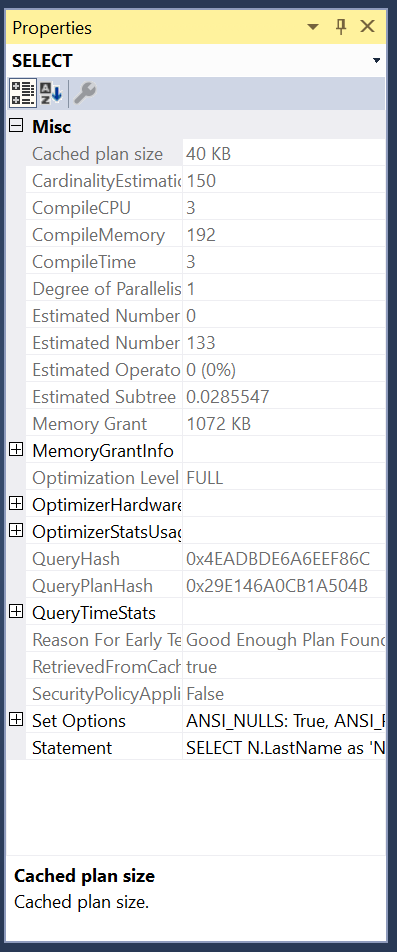 Properties
SELECT
Misc
Cached plan size 40 KB
CardinalityEstimatic 150
CompileCPU 3
CompileMemory 192
CompileTime 3
Degree of Parallelis 1
Estimated Number 0
Estimated Number 133
Estimated Operato 0 (0%)
Estimated Subtree 0.0285547
Memory Grant 1072 KB
MemoryGrantInfo
Optimization Level FULL
OptimizerHardware
OptimizerStatsUsag
QueryHash 0x4EADBDE6A6EEF86C
QueryPlanHash 0x29E146A0CB1A504B
QueryTimeStats
Reason For Early Te Good Enough Plan Found
RetrievedFromCach true
SecurityPolicyAppli False
Set Options ANSI_NULLS: True, ANSI_P
Statement SELECT N.LastName as 'N
Cached plan size
Cached plan size.